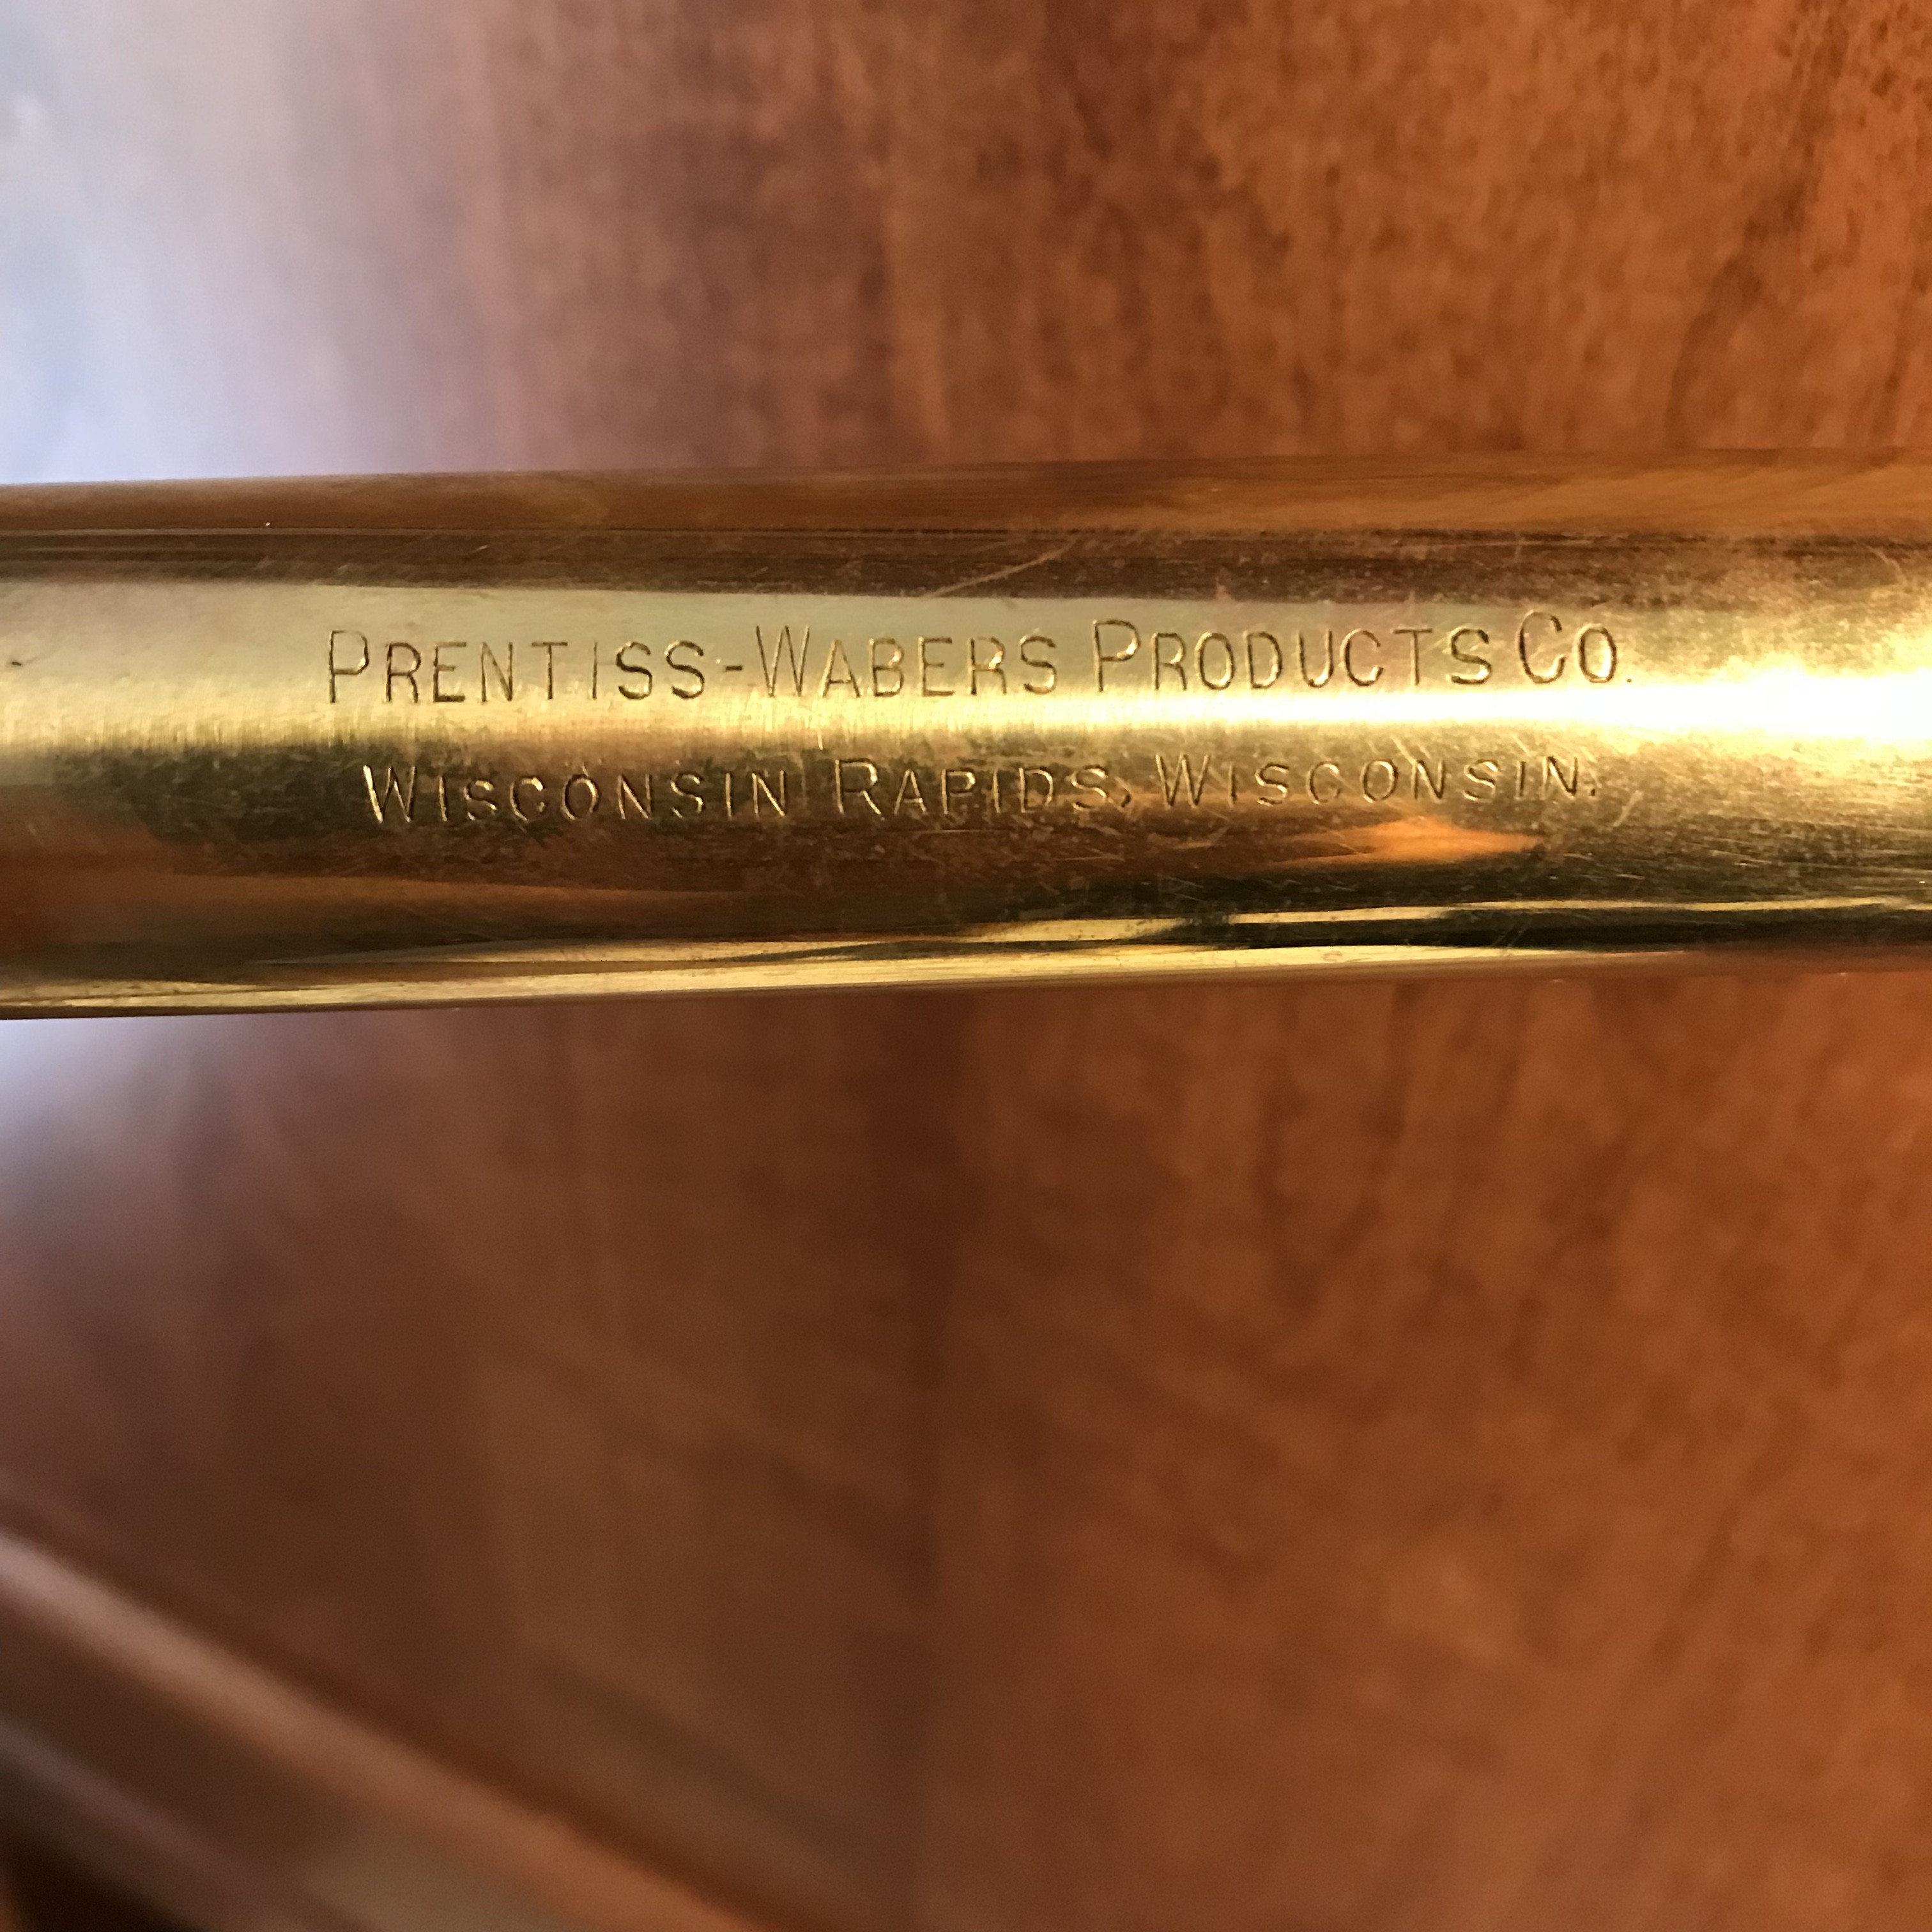 PRENTISS-WABERS PRODUCTS CO.
WISCONSIN RAPIDS, WISCONSIN.